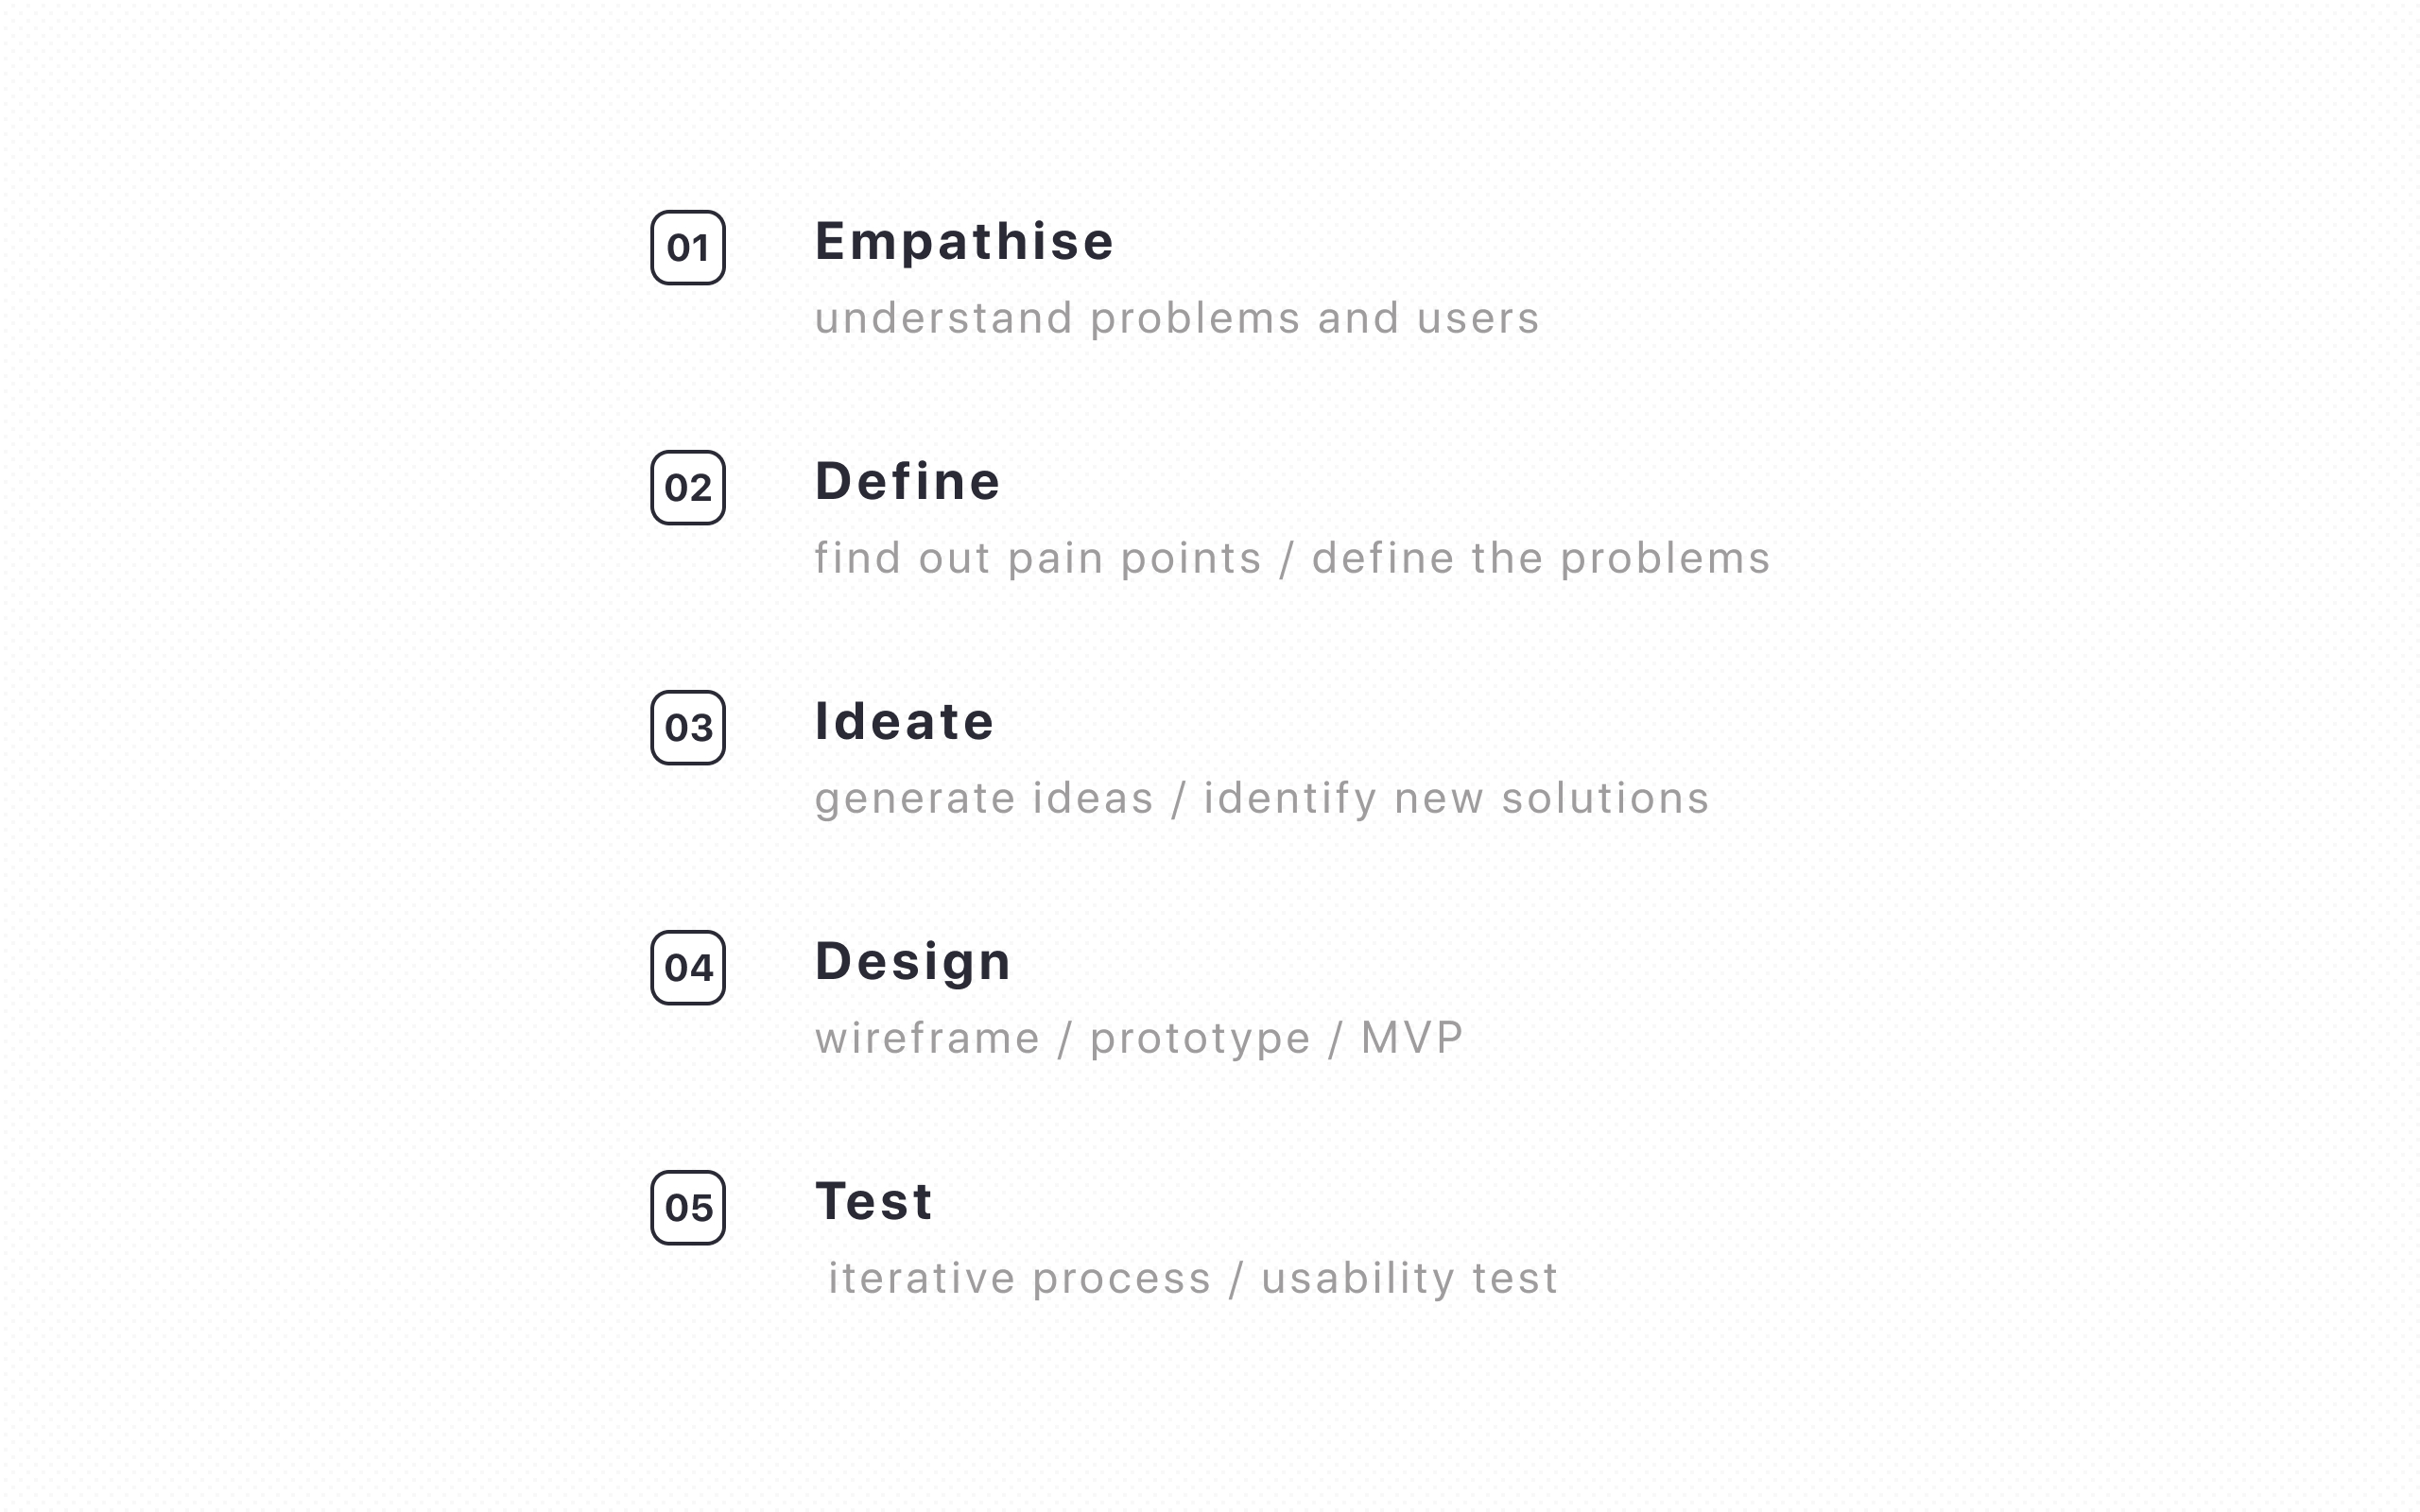 01 Empathise
understand problems and users
02 Define
find out pain points / define the problems
03 Ideate
generate ideas / identify new solutions
04 Design
wireframe / prototype / MVP
05 Test
iterative process / usability test